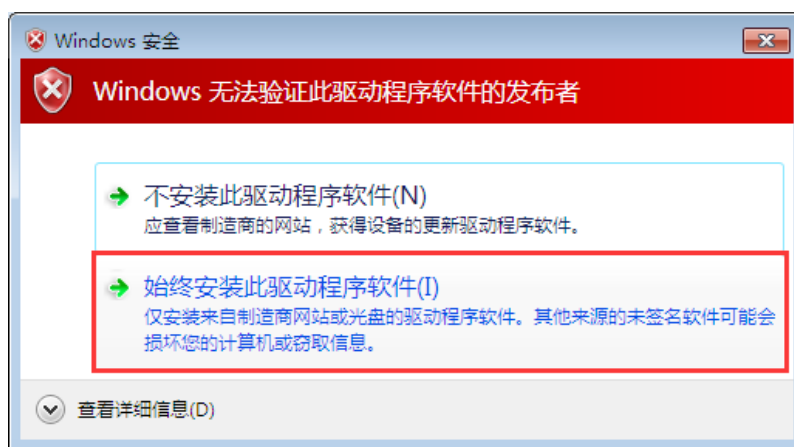 Windows 安全
Windows 无法验证此驱动程序软件的发布者
不安装此驱动程序软件(N)
应查看制造商的网站，获得设备的更新驱动程序软件。
始终安装此驱动程序软件(I)
仅安装来自制造商网站或光盘的驱动程序软件。其他来源的未签名软件可能会
损坏您的计算机或窃取信息。
查看详细信息(D)